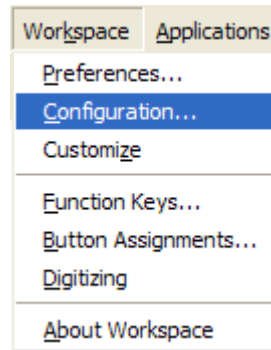 Workspace Applications
Preferences...
Configuration...
Customize
Function Keys...
Button Assignments...
Digitizing
About Workspace